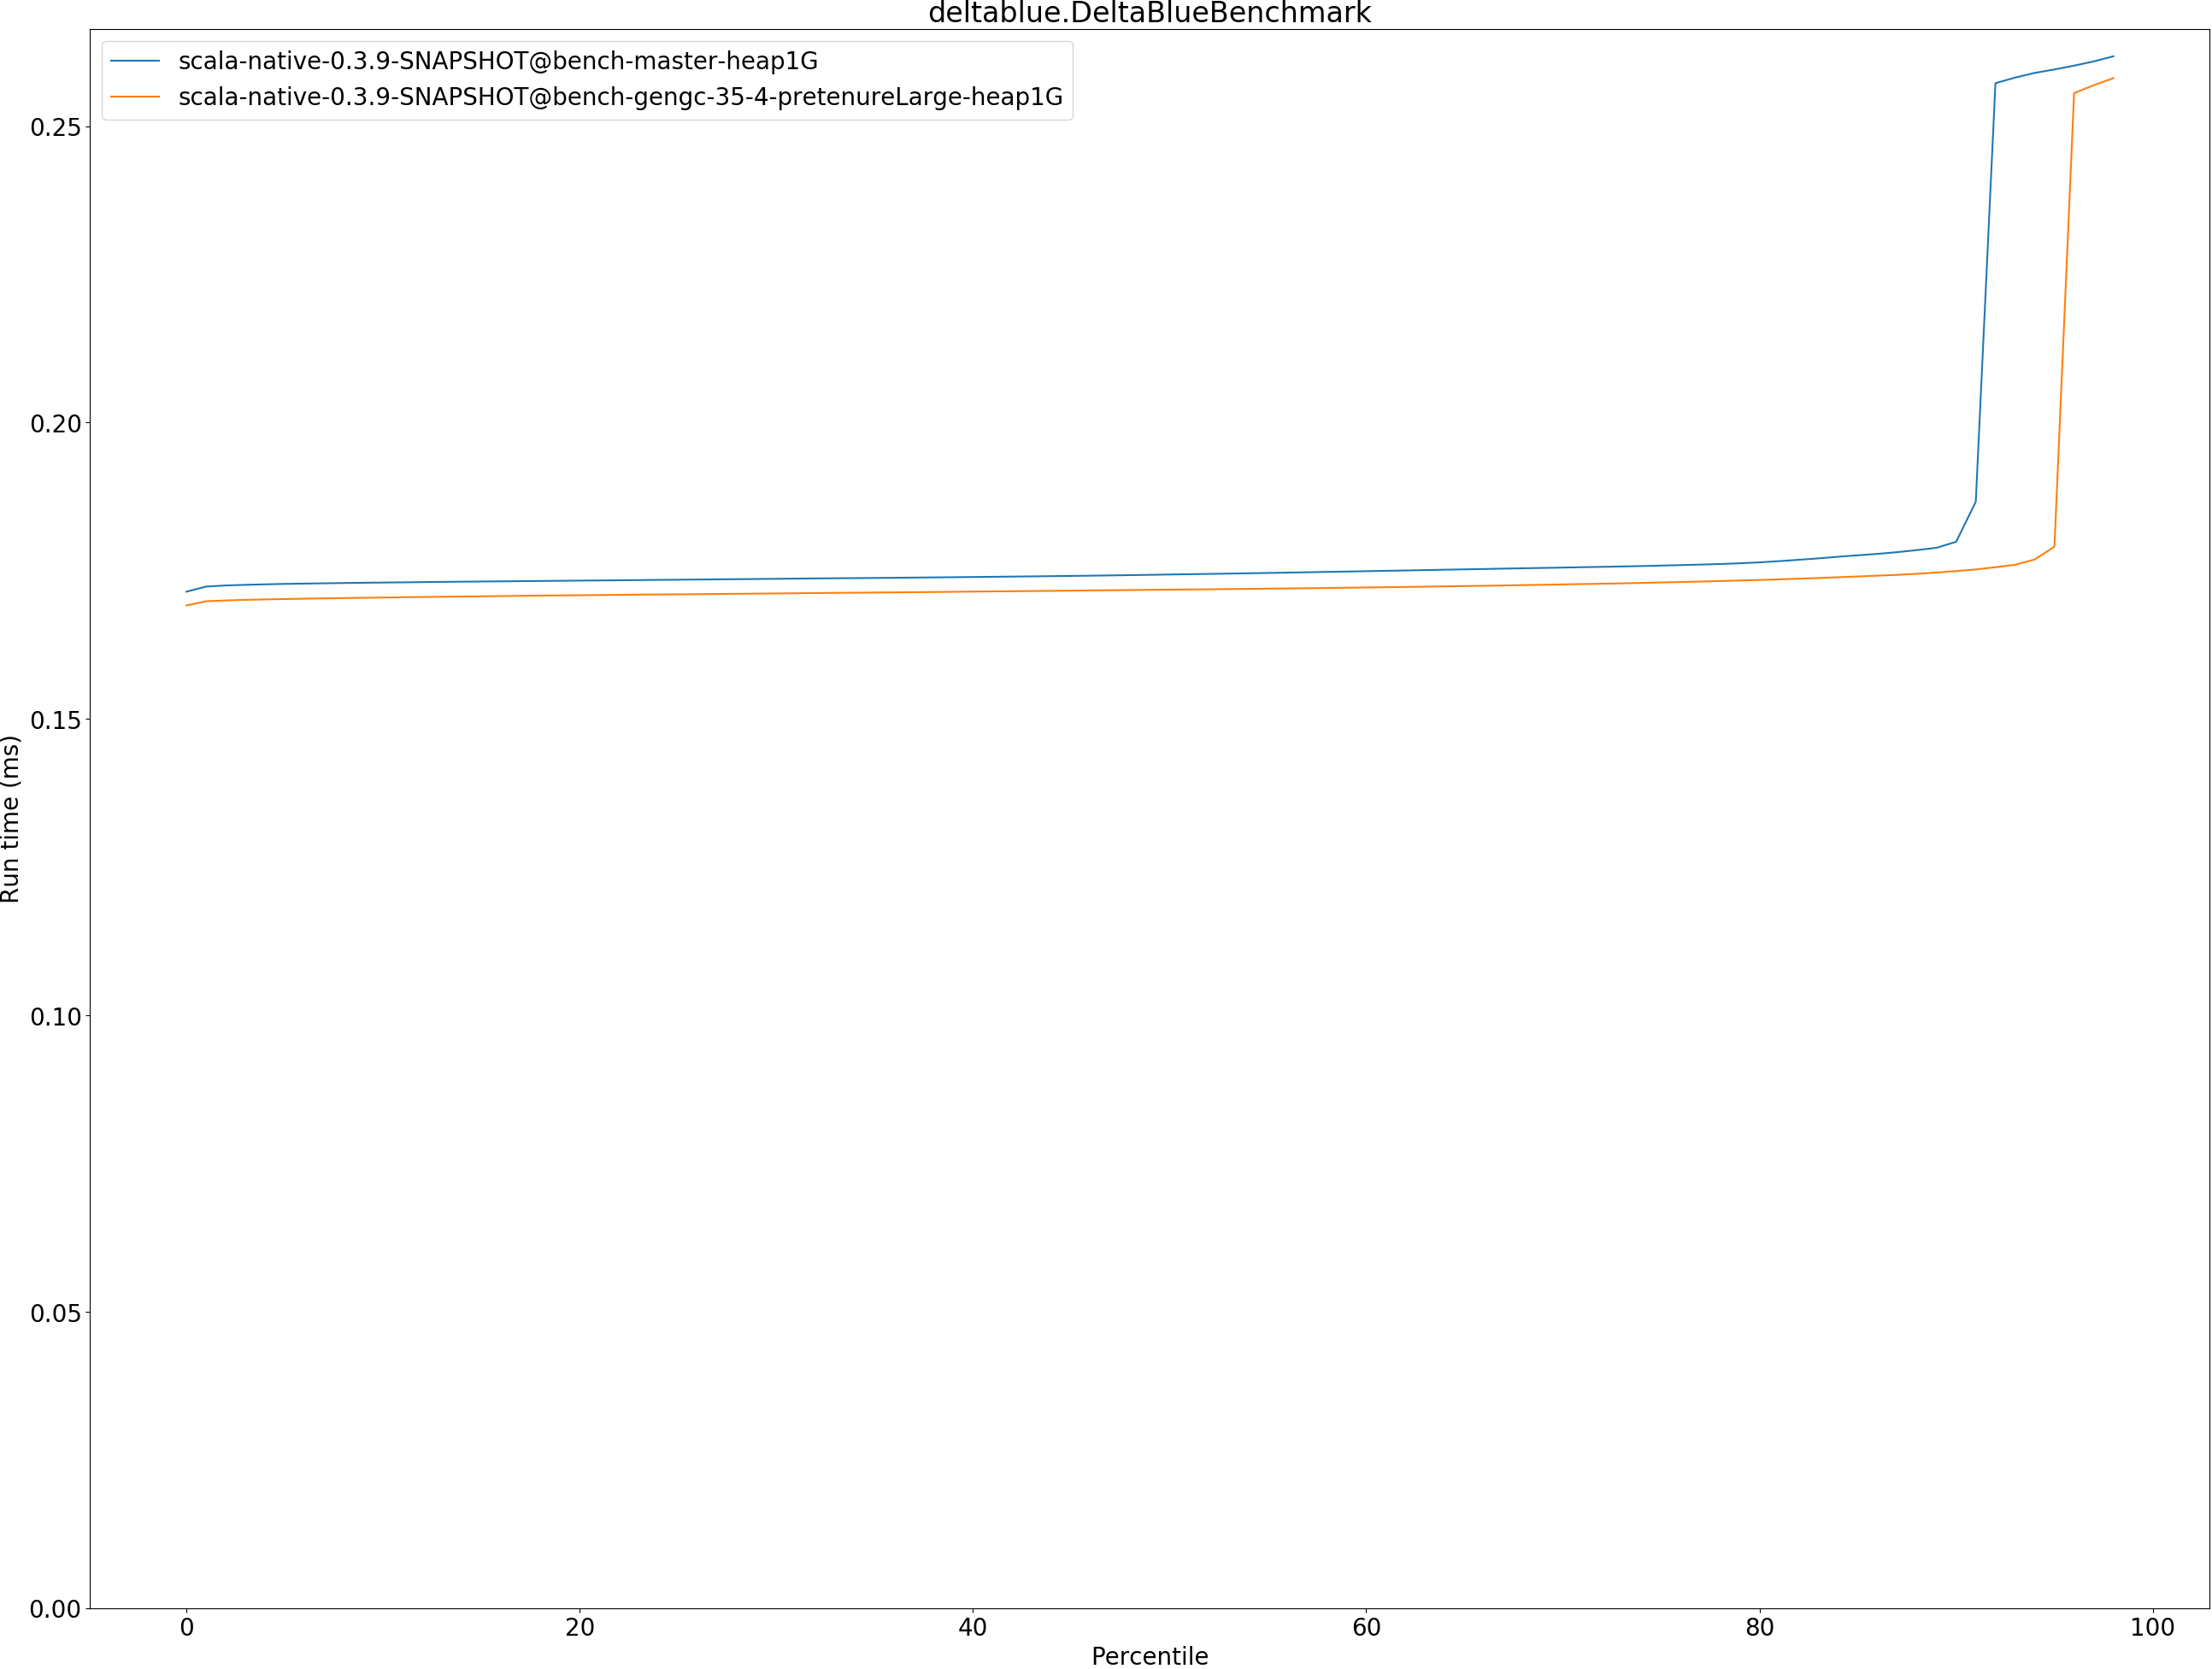 deltablue.DeltaBlueBenchmark
scala-native-0.3.9-SNAPSHOT@bench-master-heap1G
scala-native-0.3.9-SNAPSHOT@bench-gengc-35-4-pretenureLarge-heap1G
0.25
0.20
0.15
0.10
0.05
0.00
Run time (ms)
0 20 40 60 80 100
Percentile